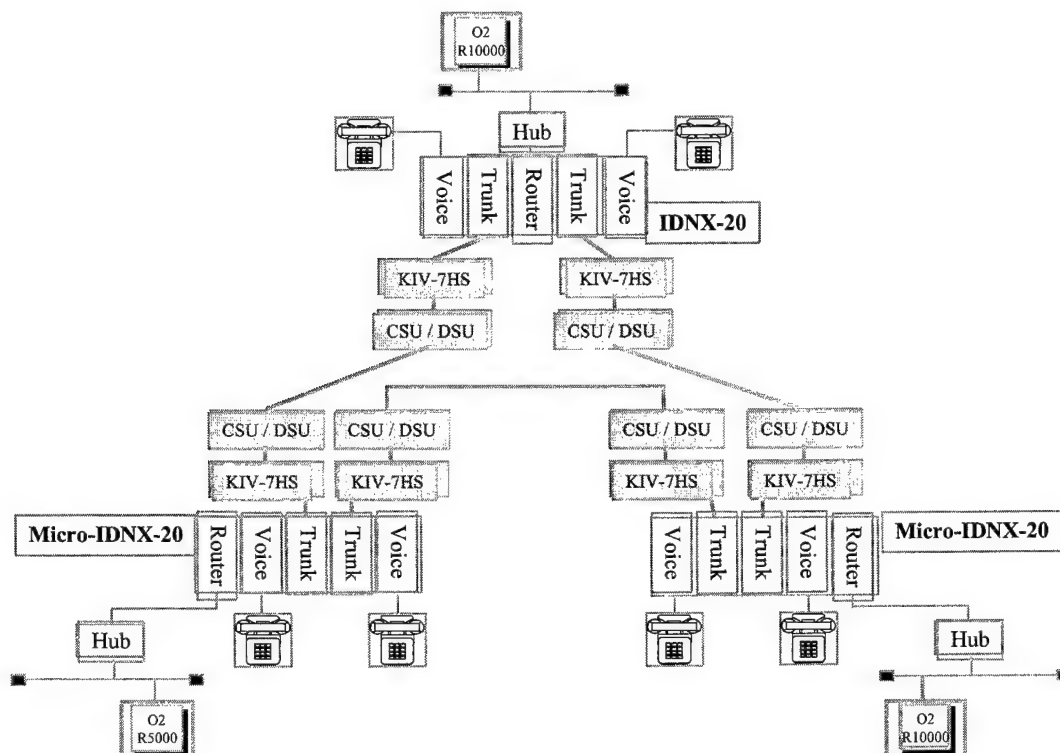 O2
R10000
Hub
Voice
Trunk
Router
Trunk
Voice
IDNX-20
KIV-7HS
KIV-7HS
CSU / DSU
CSU / DSU
CSU / DSU
CSU / DSU
CSU / DSU
CSU / DSU
KIV-7HS
KIV-7HS
KIV-7HS
KIV-7HS
Micro-IDNX-20
Router
Voice
Trunk
Trunk
Voice
Voice
Trunk
Trunk
Voice
Router
Micro-IDNX-20
Hub
Hub
O2
R5000
O2
R10000